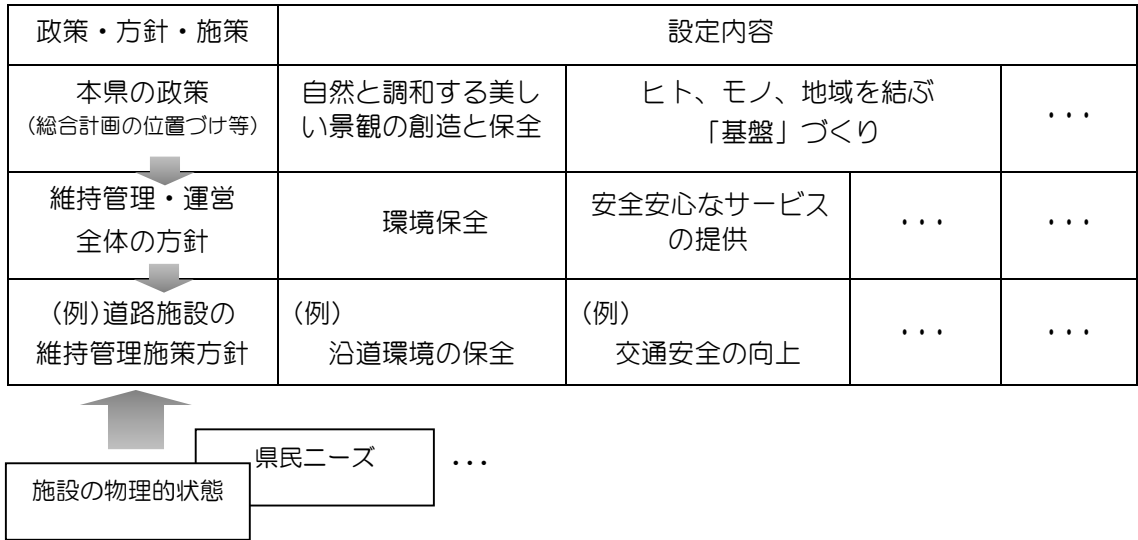 政策・方針・施策
設定内容
本県の政策
(総合計画の位置づけ等)
自然と調和する美し
い景観の創造と保全
ヒト、モノ、地域を結ぶ
「基盤」づくり
・・・
維持管理・運営
全体の方針
環境保全
安全安心なサービス
の提供
・・・
・・・
(例)道路施設の
維持管理施策方針
(例)
沿道環境の保全
(例)
交通安全の向上
・・・
・・・
県民ニーズ
・・・
施設の物理的状態